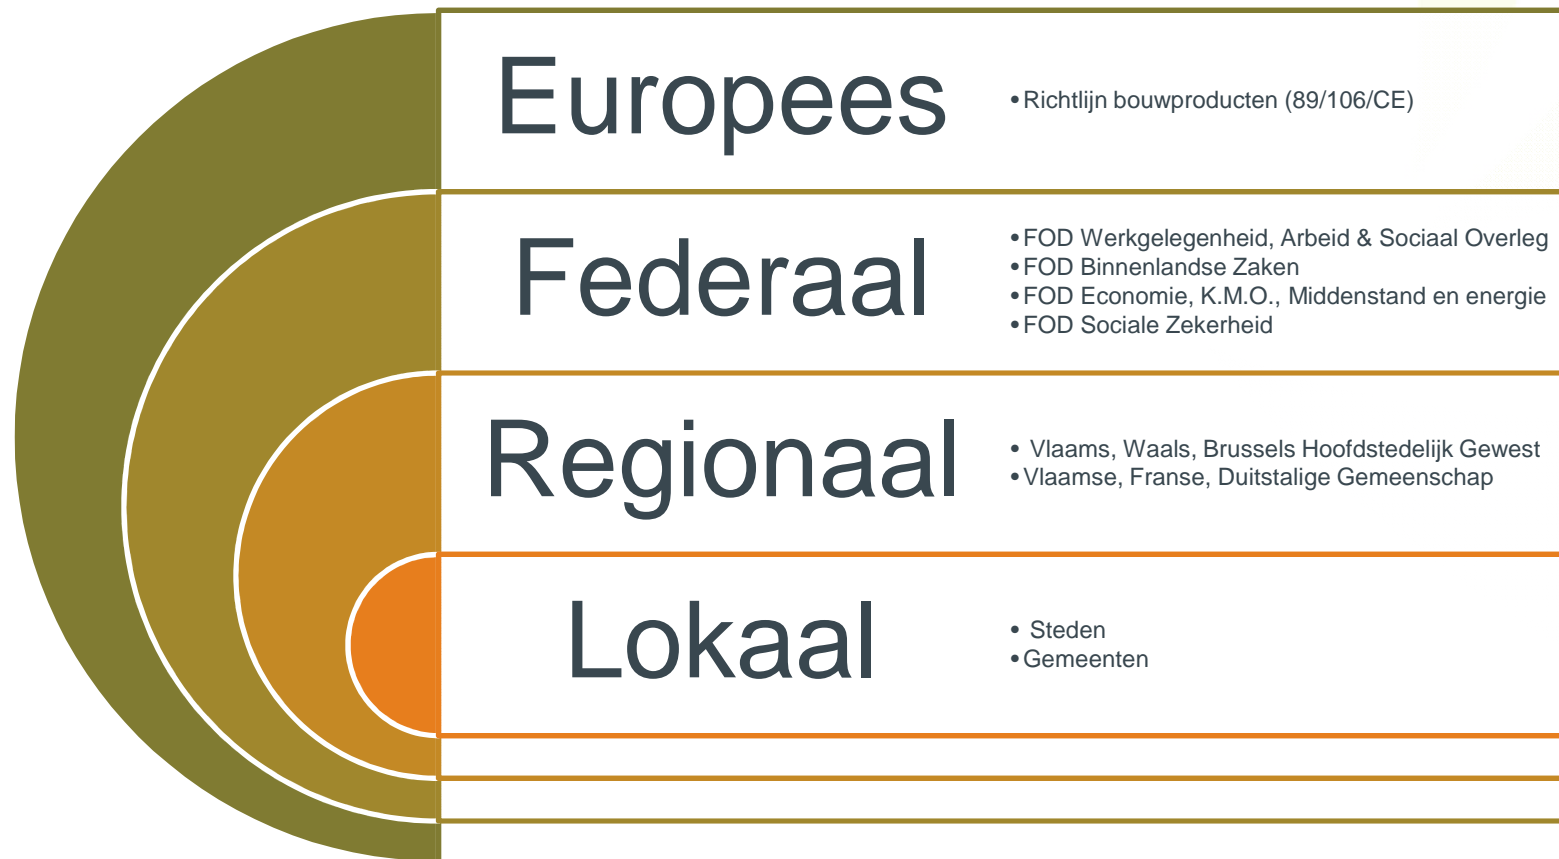 Europees
• Richtlijn bouwproducten (89/106/CE)
Federaal
• FOD Werkgelegenheid, Arbeid & Sociaal Overleg
• FOD Binnenlandse Zaken
• FOD Economie, K.M.O., Middenstand en energie
• FOD Sociale Zekerheid
Regionaal
• Vlaams, Waals, Brussels Hoofdstedelijk Gewest
• Vlaamse, Franse, Duitstalige Gemeenschap
Lokaal
• Steden
• Gemeenten